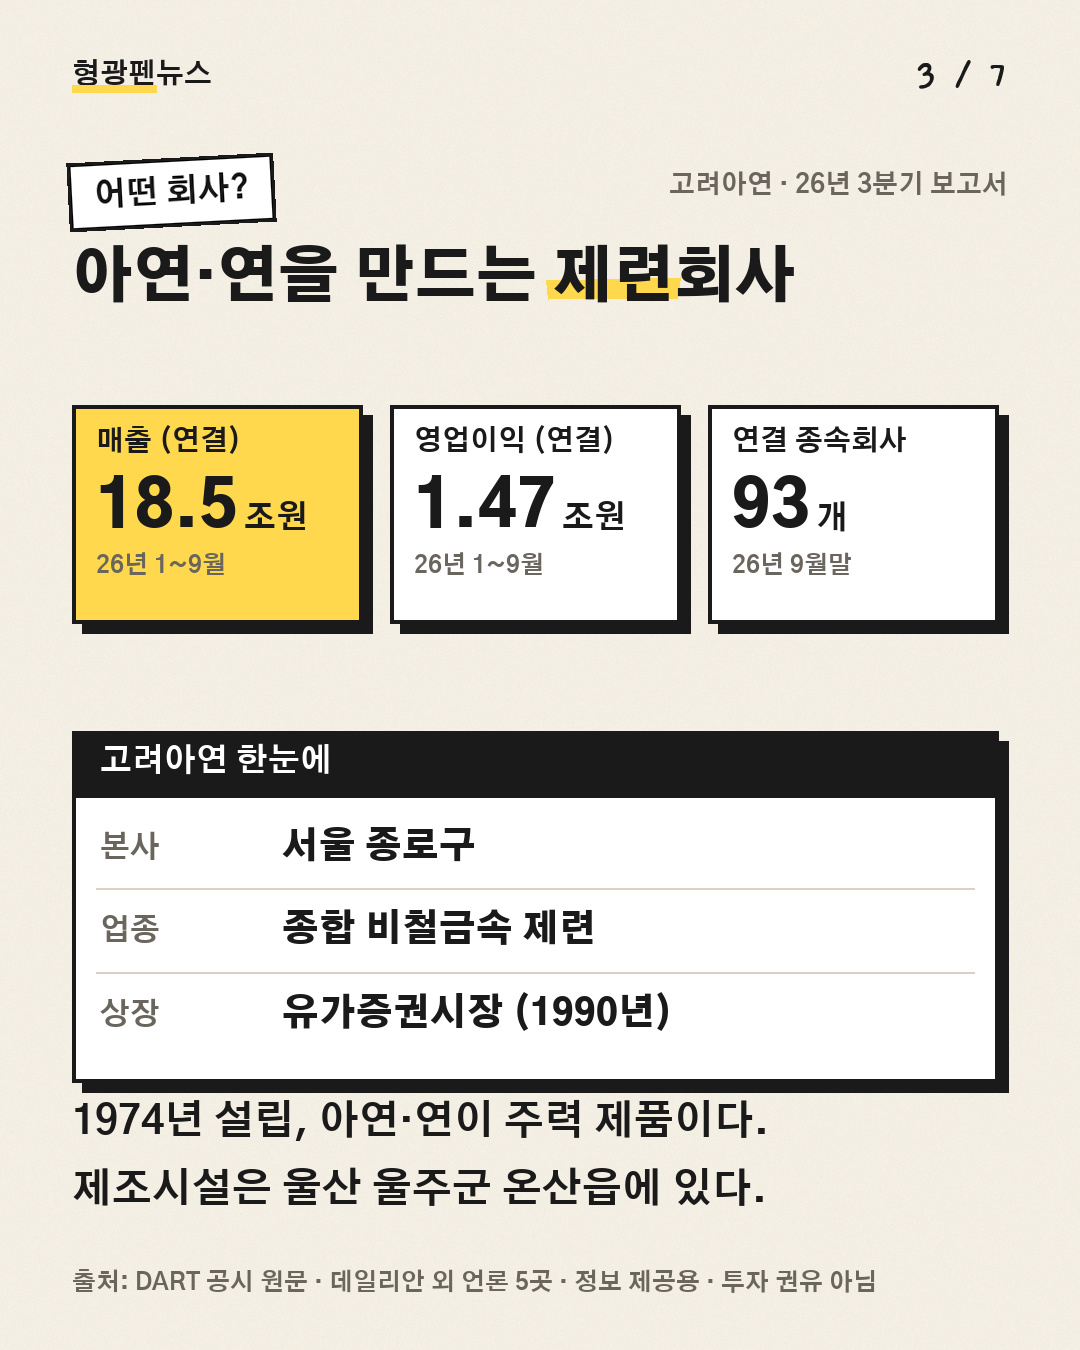 형광펜뉴스
3 / 7
어떤 회사?
고려아연 · 26년 3분기 보고서
아연·연을 만드는 제련회사
매출 (연결)
18.5 조원
26년 1~9월
영업이익 (연결)
1.47 조원
26년 1~9월
연결 종속회사
93 개
26년 9월말
고려아연 한눈에
본사 서울 종로구
업종 종합 비철금속 제련
상장 유가증권시장 (1990년)
1974년 설립, 아연·연이 주력 제품이다.
제조시설은 울산 울주군 온산읍에 있다.
출처: DART 공시 원문 · 데일리안 외 언론 5곳 · 정보 제공용 · 투자 권유 아님